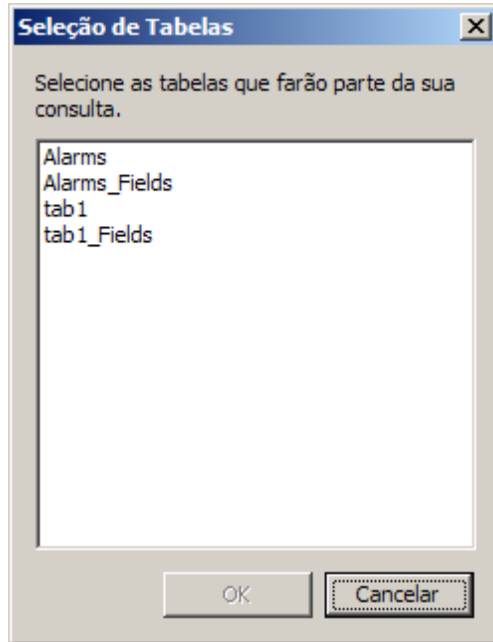 Seleção de Tabelas
Selecione as tabelas que farão parte da sua
consulta.
Alarms
Alarms_Fields
tab1
tab1_Fields
OK
Cancelar